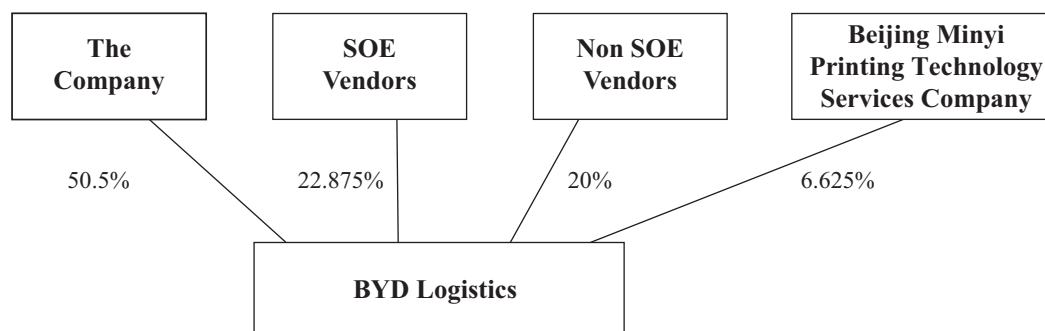 The
Company
SOE
Vendors
Non SOE
Vendors
Beijing Minyi
Printing Technology
Services Company
50.5%
22.875%
20%
6.625%
BYD Logistics